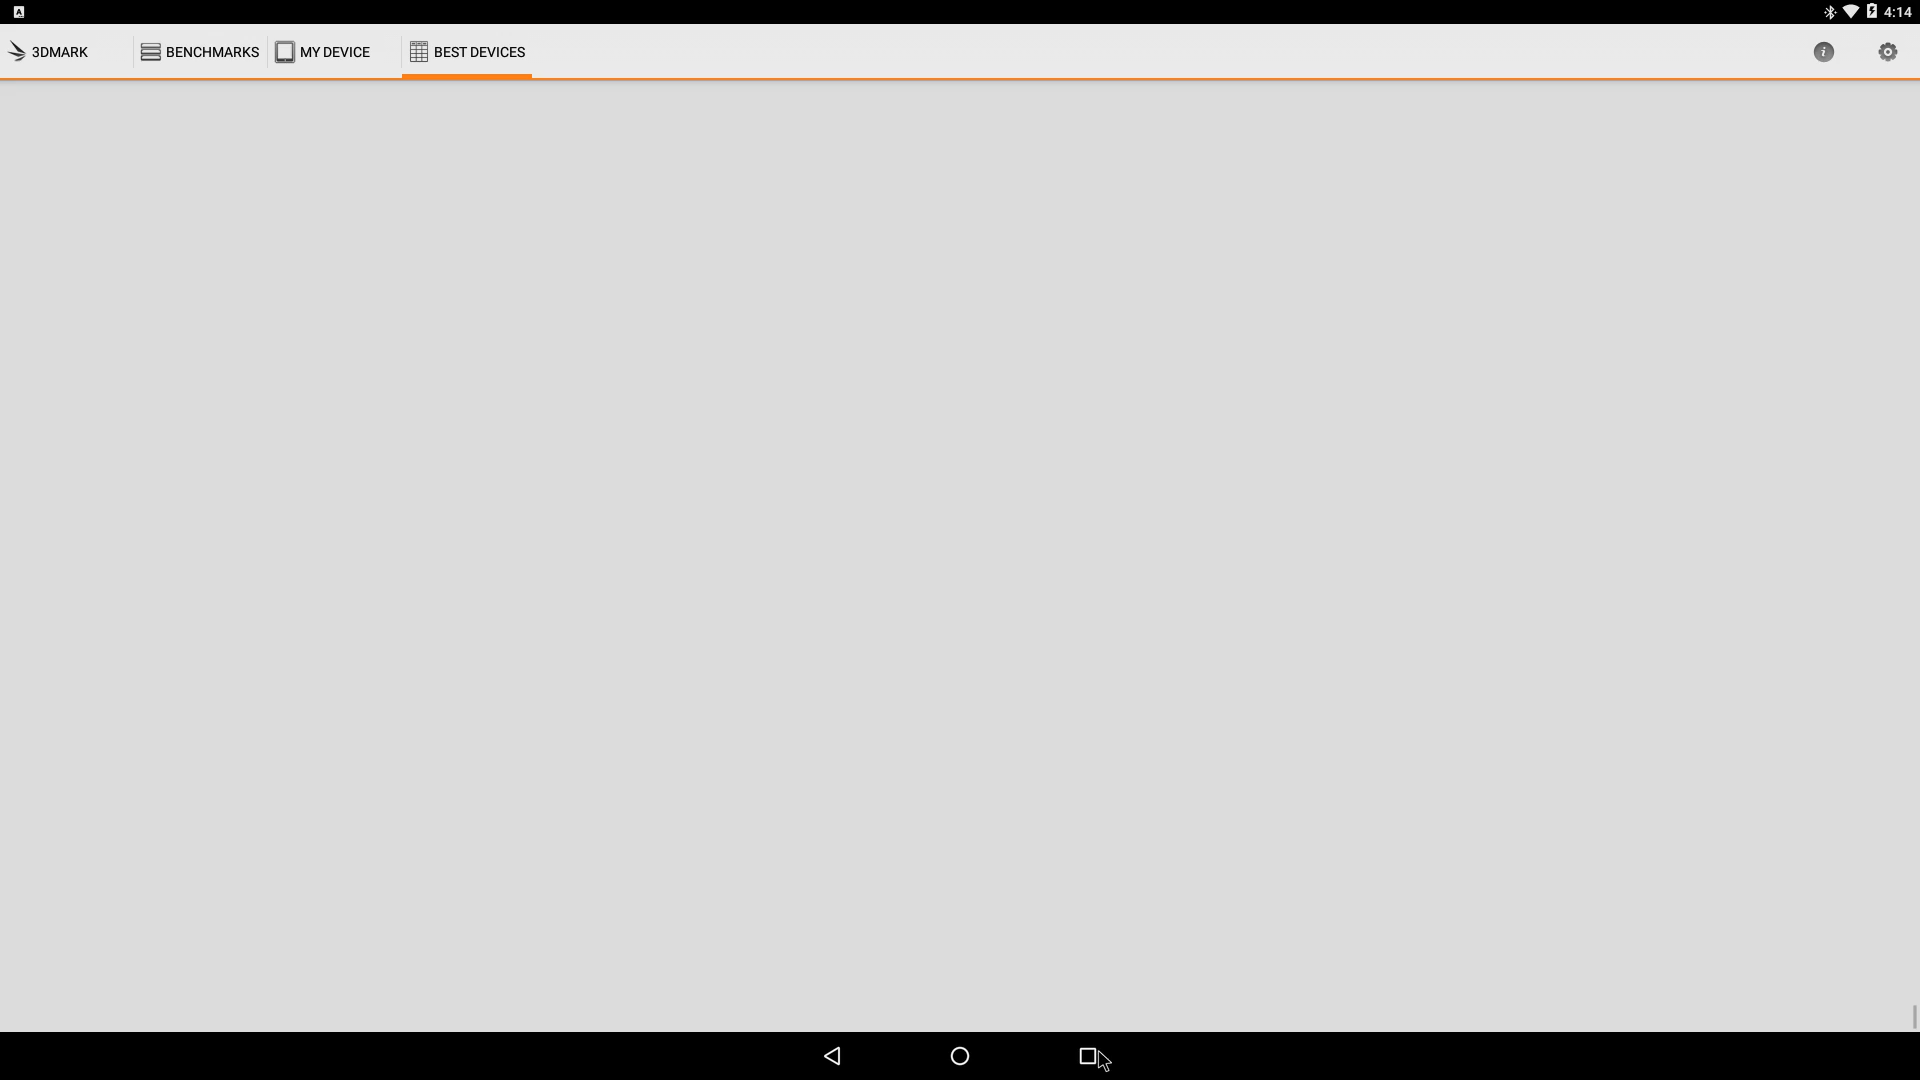 A
4:14
3DMARK
BENCHMARKS
MY DEVICE
BEST DEVICES
i